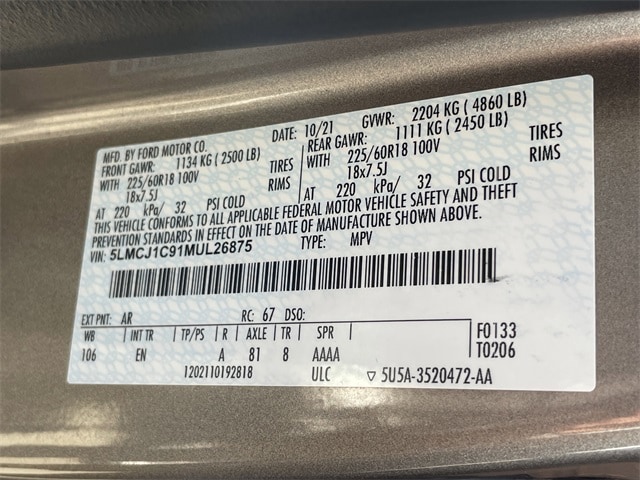 MFD. BY FORD MOTOR CO. DATE: 10/21 GVWR: 2204 KG ( 4860 LB)
FRONT GAWR: 1134 KG ( 2500 LB) REAR GAWR: 1111 KG ( 2450 LB)
WITH 225/60R18 100V TIRES WITH 225/60R18 100V TIRES
18x7.5J RIMS 18x7.5J RIMS
AT 220 kPa/ 32 PSI COLD AT 220 kPa/ 32 PSI COLD
THIS VEHICLE CONFORMS TO ALL APPLICABLE FEDERAL MOTOR VEHICLE SAFETY AND THEFT
PREVENTION STANDARDS IN EFFECT ON THE DATE OF MANUFACTURE SHOWN ABOVE.
VIN: 5LMCJ1C91MUL26875 TYPE: MPV
EXT PNT: AR RC: 67 DSO:
WB INT TR TP/PS R AXLE TR SPR F0133
106 EN A 81 8 AAAA T0206
1202110192818 ULC ▽ 5U5A-3520472-AA